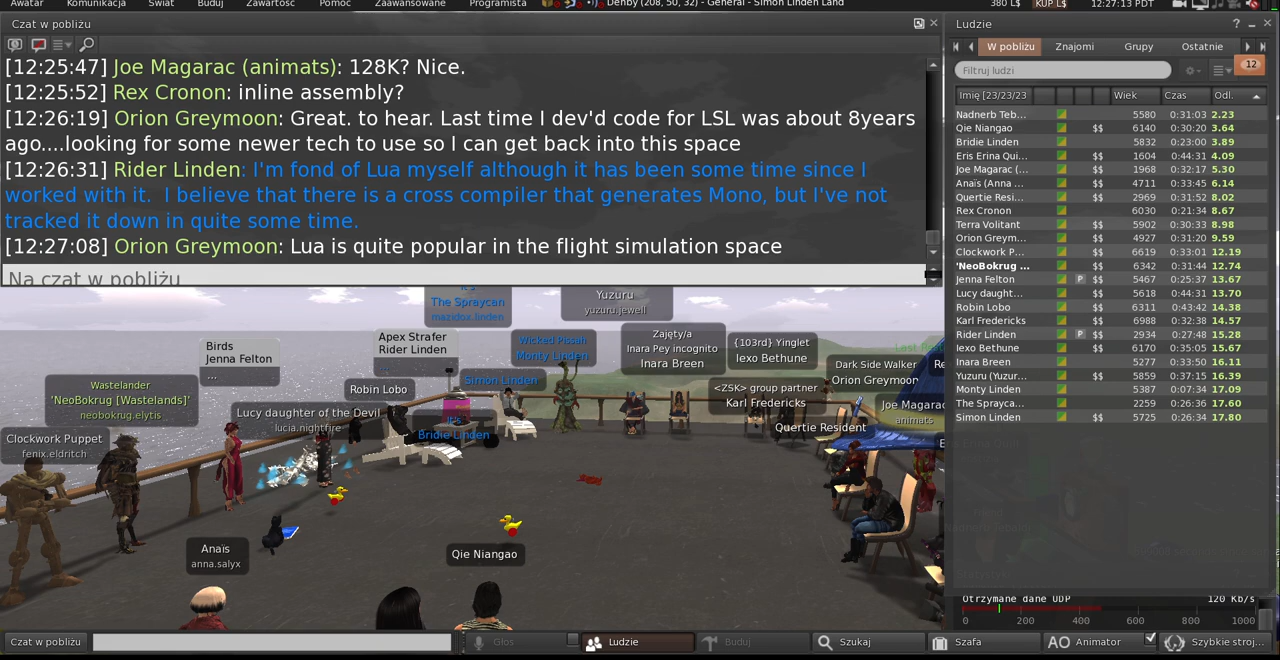 Awatar Komunikacja Świat Buduj Zawartość Pomoc Zaawansowane Programista Denby (208, 50, 32) - General - Simon Linden Land 380 L$ KUP L$ 12:27:13 PDT
Czat w pobliżu
[12:25:47] Joe Magarac (animats): 128K? Nice.
[12:25:52] Rex Cronon: inline assembly?
[12:26:19] Orion Greymoon: Great. to hear. Last time I dev'd code for LSL was about 8years
ago....looking for some newer tech to use so I can get back into this space
[12:26:31] Rider Linden: I'm fond of Lua myself although it has been some time since I
worked with it. I believe that there is a cross compiler that generates Mono, but I've not
tracked it down in quite some time.
[12:27:08] Orion Greymoon: Lua is quite popular in the flight simulation space
Na czat w pobliżu
It's
The Spraycan
mazidox.linden
Yuzuru
yuzuru.jewell
Birds
Jenna Felton
...
Apex Strafer
Rider Linden
...
Wicked Pissah
Monty Linden
Zajęty/a
Inara Pey incognito
Inara Breen
{103rd} Yinglet
Iexo Bethune
Last
Dark Side Walker
Orion Greymoon
Re
Wastelander
'NeoBokrug [Wastelands]'
neobokrug.elytis
Robin Lobo
Simon Linden
<ZSK> group partner
Karl Fredericks
Joe Magarac
animats
Lucy daughter of the Devil
lucia.nightfire
It's
Bridie Linden
Quertie Resident
Clockwork Puppet
fenix.eldritch
Anaïs
anna.salyx
Qie Niangao
Ludzie
? _ ×
W pobliżu Znajomi Grupy Ostatnie
Filtruj ludzi
12
Imię [23/23/23 Wiek Czas Odl.
Nadnerb Teb... 5580 0:31:03 2.23
Qie Niangao $$ 6140 0:30:20 3.64
Bridie Linden 5832 0:23:00 3.89
Eris Erina Qui... $$ 1604 0:44:31 4.09
Joe Magarac (... $$ 1968 0:32:17 5.30
Anaïs (Anna ... $$ 4711 0:33:45 6.14
Quertie Resi... $$ 2969 0:31:52 8.02
Rex Cronon 6030 0:21:34 8.67
Terra Volitant $$ 5902 0:30:33 8.98
Orion Greym... $$ 4927 0:31:20 9.59
Clockwork P... $$ 6619 0:33:01 12.19
'NeoBokrug ... $$ 6342 0:31:44 12.74
Jenna Felton P $$ 5467 0:25:37 13.67
Lucy daught... $$ 5618 0:44:31 13.70
Robin Lobo $$ 6311 0:43:42 14.38
Karl Fredericks $$ 6988 0:32:38 14.57
Rider Linden P $$ 2934 0:27:48 15.28
Iexo Bethune $$ 6170 0:35:05 15.67
Inara Breen 5277 0:33:50 16.11
Yuzuru (Yuzur... $$ 5859 0:37:15 16.39
Monty Linden 5387 0:07:34 17.09
The Sprayca... 2259 0:26:36 17.60
Simon Linden $$ 5725 0:26:34 17.80
Otrzymane dane UDP 120 Kb/s
0 200 400 600 800 1000
Czat w pobliżu Głos Ludzie Buduj Szukaj Szafa AO Animator Szybkie stroj...